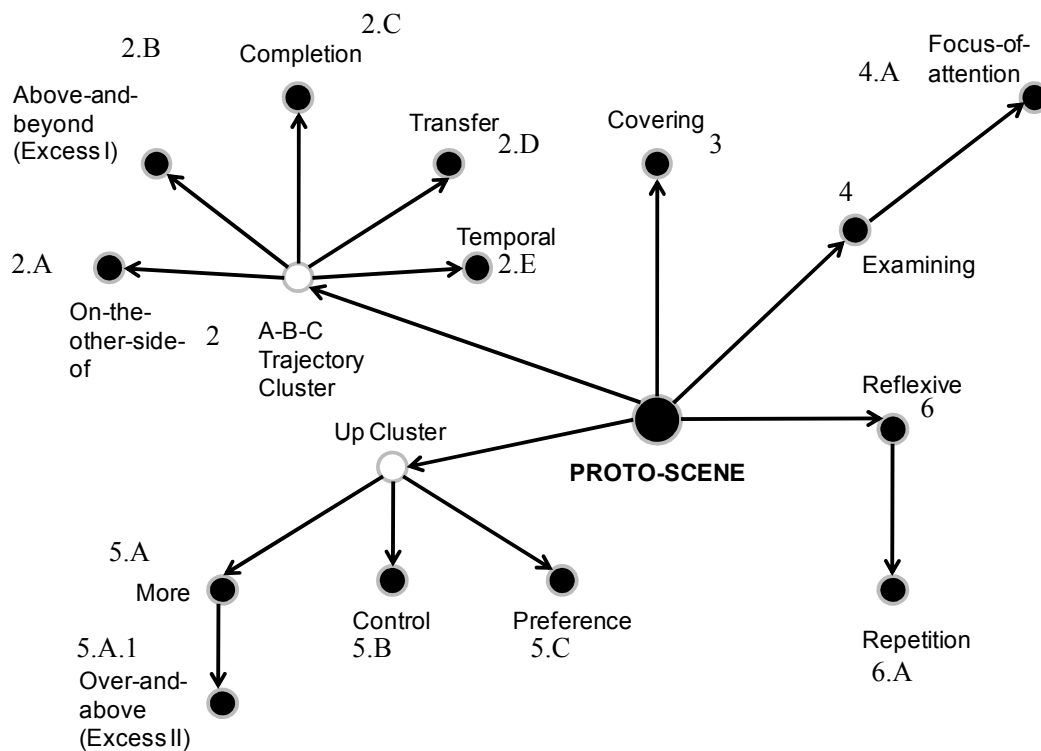 2.C
2.B
Completion
Focus-of-
attention
4.A
Above-and-
beyond
(Excess I)
Transfer
2.D
Covering
3
4
Examining
2.A
On-the-
other-side-
of
2
A-B-C
Trajectory
Cluster
Temporal
2.E
Reflexive
6
Up Cluster
PROTO-SCENE
5.A
More
Control
5.B
Preference
5.C
Repetition
6.A
5.A.1
Over-and-
above
(Excess II)